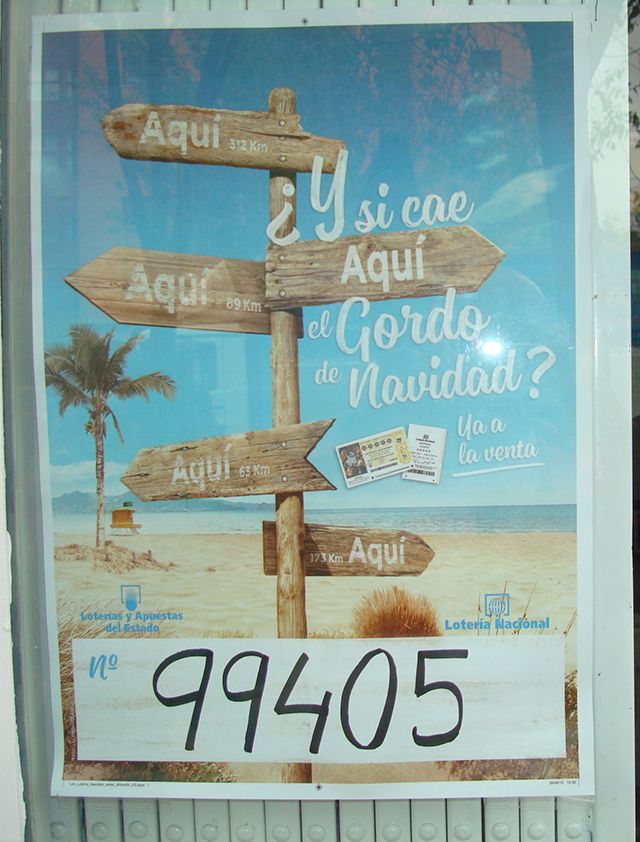 Aquí 312 Km
¿Y si cae
Aquí
el Gordo
de Navidad?
Aquí 89 Km
Ya a
la venta
Aquí 63 Km
173 Km Aquí
Loterías y Apuestas
del Estado
Lotería Nacional
Nº 99405